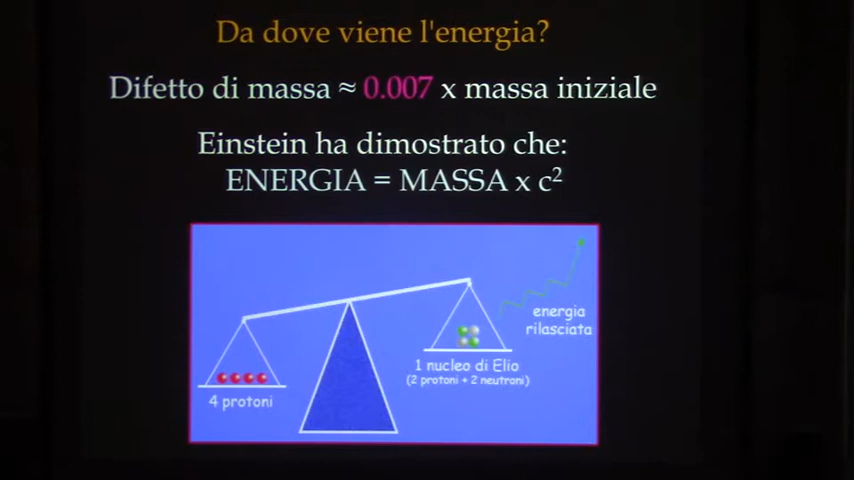 Da dove viene l'energia?
Difetto di massa ≈ 0.007 x massa iniziale
Einstein ha dimostrato che:
ENERGIA = MASSA x c²
energia
rilasciata
1 nucleo di Elio
(2 protoni + 2 neutroni)
4 protoni